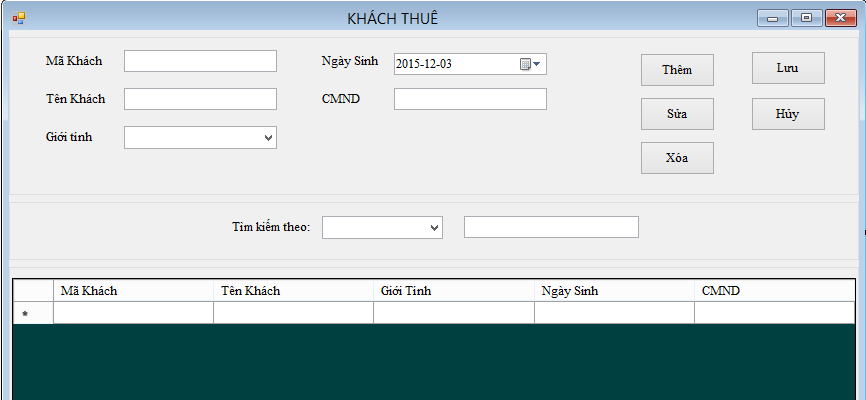 KHÁCH THUÊ
Mã Khách
Ngày Sinh
2015-12-03
Thêm
Lưu
Tên Khách
CMND
Sửa
Hủy
Giới tính
Xóa
Tìm kiếm theo:
Mã Khách Tên Khách Giới Tính Ngày Sinh CMND
*